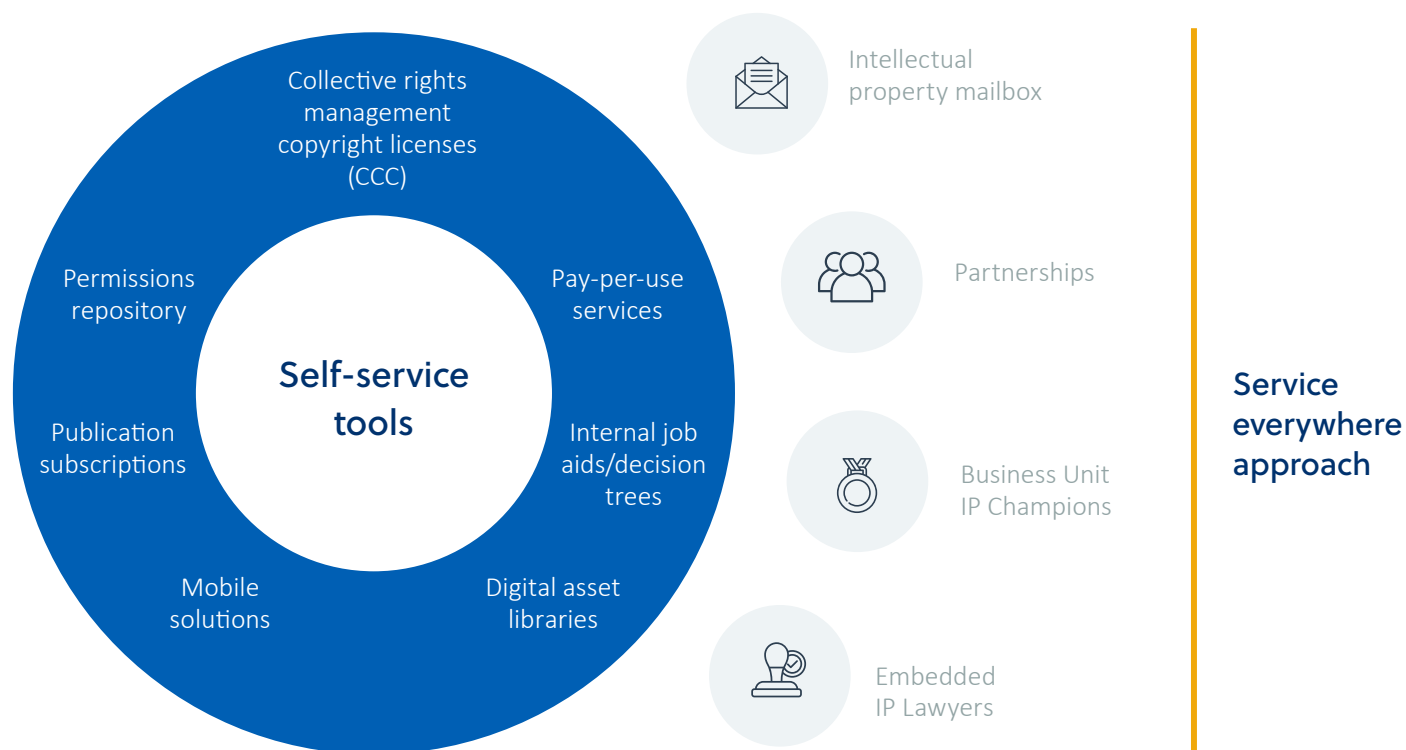 Collective rights
management
copyright licenses
(CCC)
Permissions
repository
Pay-per-use
services
Self-service
tools
Publication
subscriptions
Internal job
aids/decision
trees
Mobile
solutions
Digital asset
libraries
Intellectual
property mailbox
Partnerships
Business Unit
IP Champions
Embedded
IP Lawyers
Service
everywhere
approach